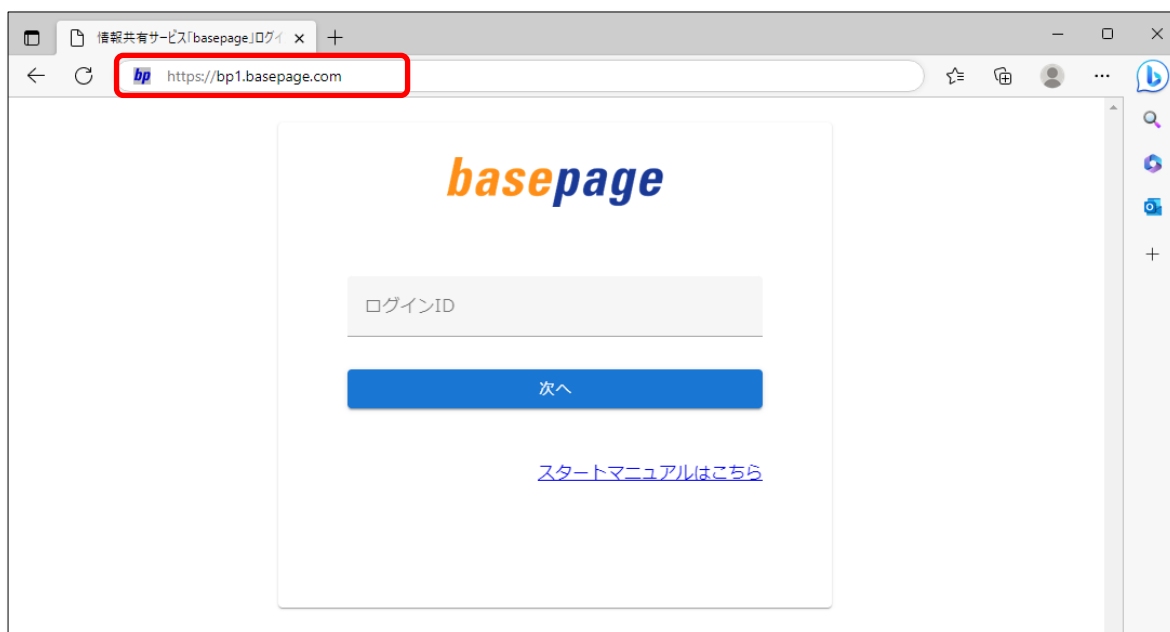 情報共有サービス「basepage」ログイ
bp https://bp1.basepage.com
basepage
ログインID
次へ
スタートマニュアルはこちら